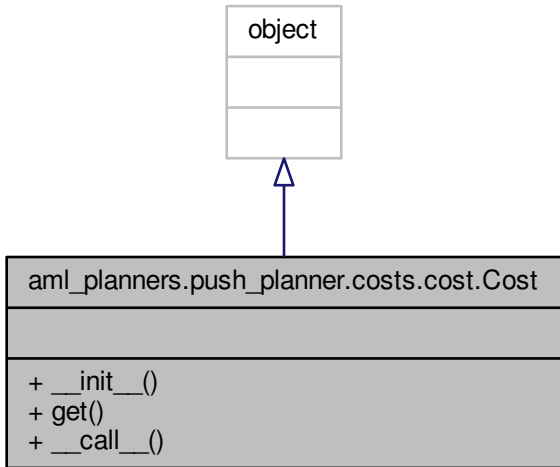 object
aml_planners.push_planner.costs.cost.Cost
+ __init__()
+ get()
+ __call__()